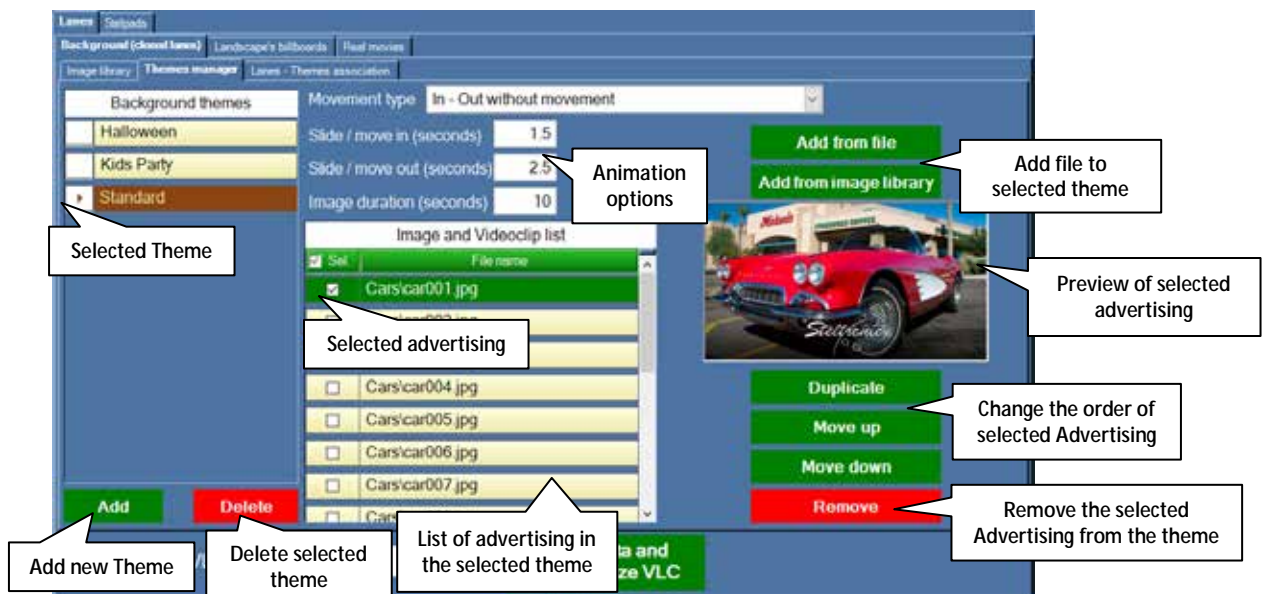 Lanes Steltpads
Background (closed lanes) Landscape's billboards Real movies
Image library Themes manager Lanes - Themes association
Background themes
Movement type In - Out without movement
Halloween
Slide / move in (seconds) 1.5
Add from file
Kids Party
Slide / move out (seconds) 2.5
Animation
options
Add file to
selected theme
Add from image library
Standard
Image duration (seconds) 10
Selected Theme
Image and Videoclip list
Sel. File name
Cars\car001.jpg
Preview of selected
advertising
Selected advertising
Steltronic
Cars\car004.jpg
Duplicate
Cars\car005.jpg
Change the order of
selected Advertising
Move up
Cars\car006.jpg
Move down
Cars\car007.jpg
Add Delete
Remove
Remove the selected
Advertising from the theme
List of advertising in
the selected theme
Add new Theme
Delete selected
theme
ta and
ze VLC